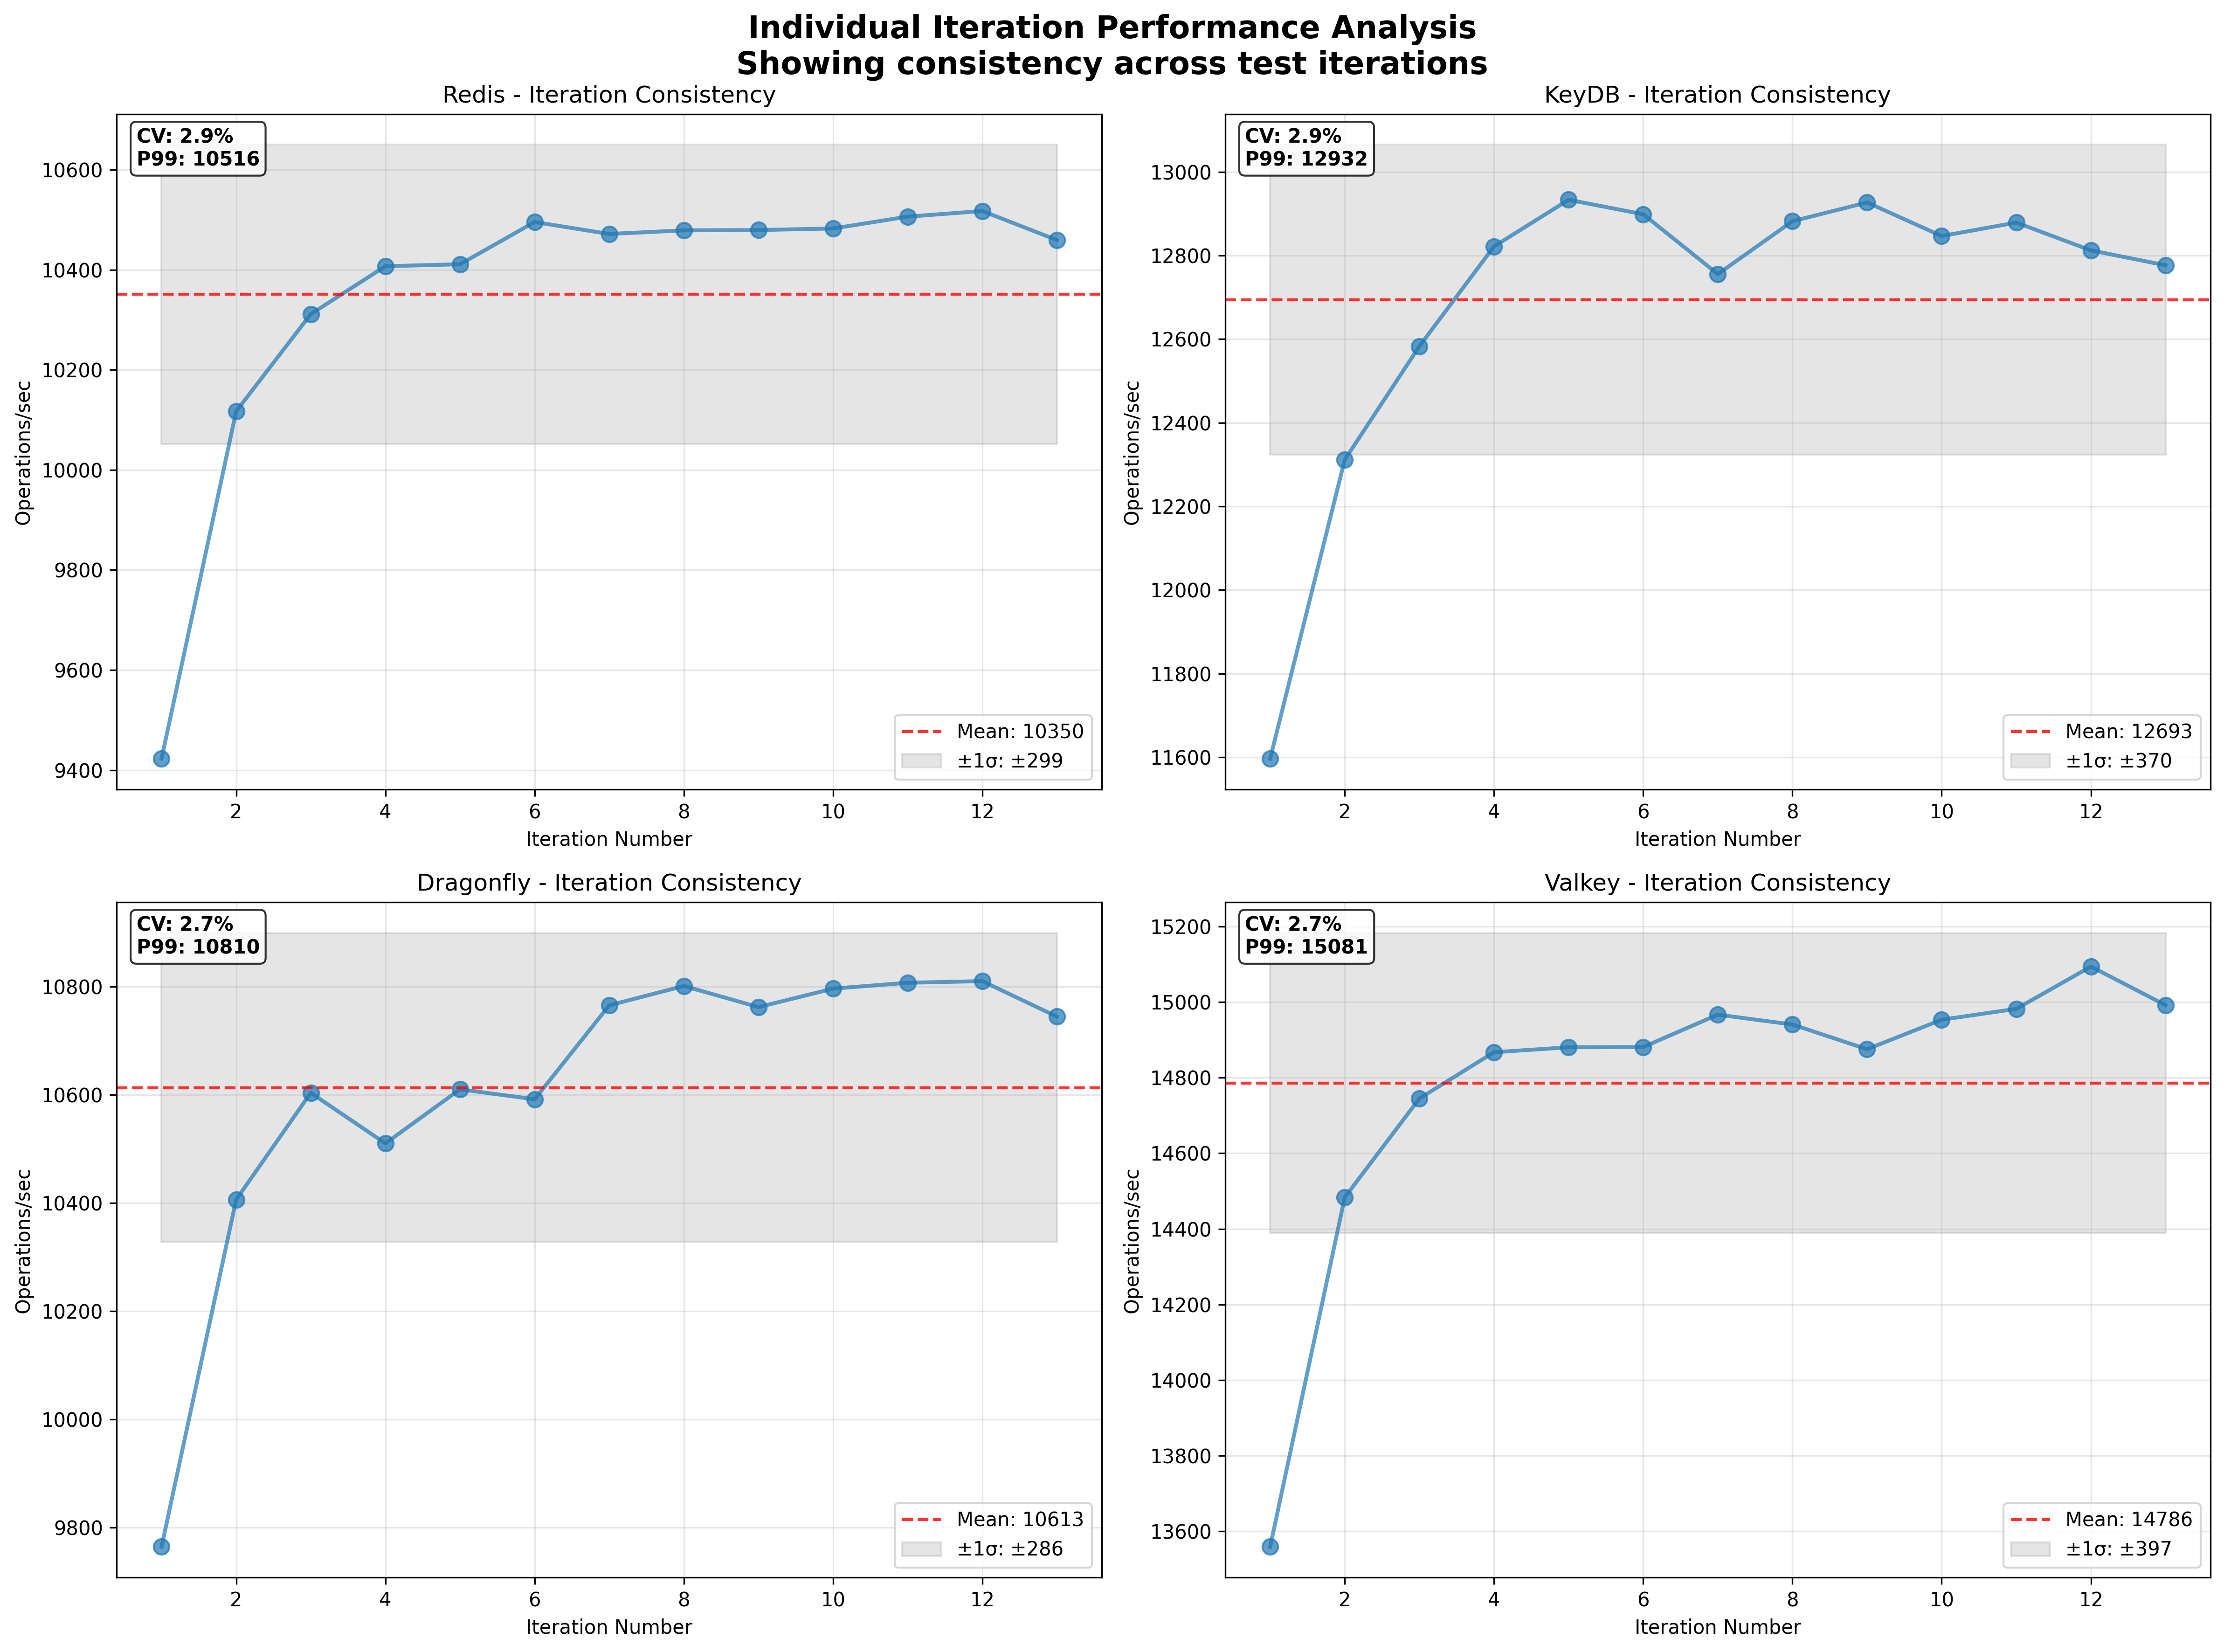 Individual Iteration Performance Analysis
Showing consistency across test iterations
Redis - Iteration Consistency
CV: 2.9%
P99: 10516
10600
10400
10200
10000
9800
9600
9400
Operations/sec
Mean: 10350
±1σ: ±299
2 4 6 8 10 12
Iteration Number
KeyDB - Iteration Consistency
CV: 2.9%
P99: 12932
13000
12800
12600
12400
12200
12000
11800
11600
Operations/sec
Mean: 12693
±1σ: ±370
2 4 6 8 10 12
Iteration Number
Dragonfly - Iteration Consistency
CV: 2.7%
P99: 10810
10800
10600
10400
10200
10000
9800
Operations/sec
Mean: 10613
±1σ: ±286
2 4 6 8 10 12
Iteration Number
Valkey - Iteration Consistency
CV: 2.7%
P99: 15081
15200
15000
14800
14600
14400
14200
14000
13800
13600
Operations/sec
Mean: 14786
±1σ: ±397
2 4 6 8 10 12
Iteration Number